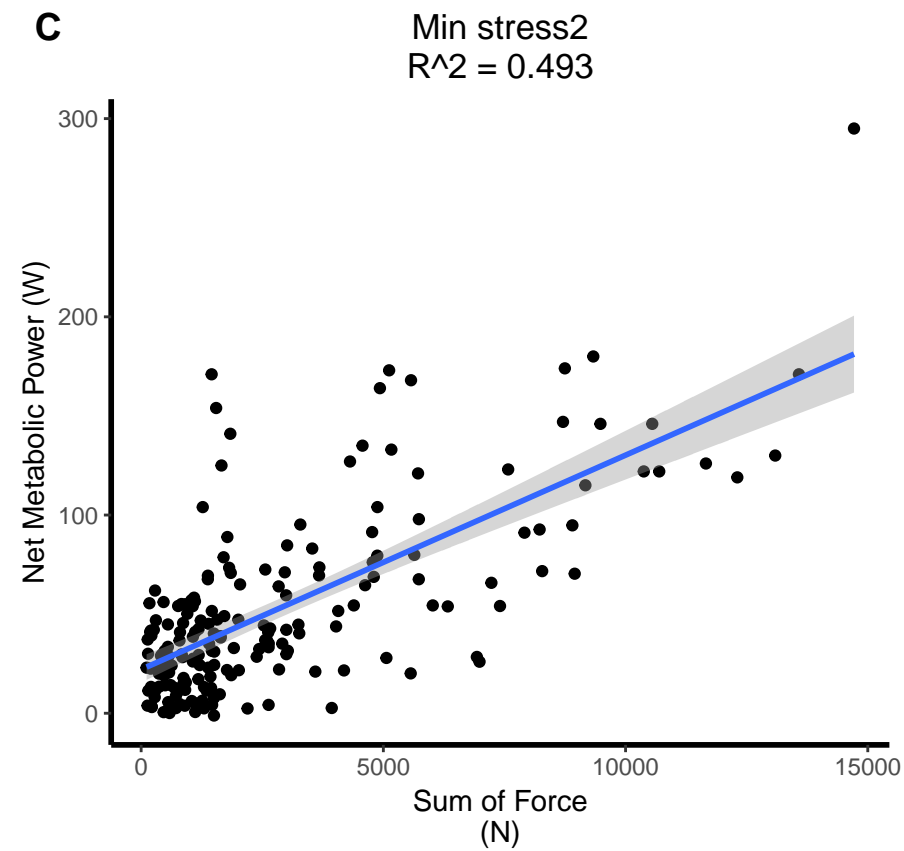 C
Min stress2
R^2 = 0.493
Net Metabolic Power (W)
300
200
100
0
0 5000 10000 15000
Sum of Force
(N)